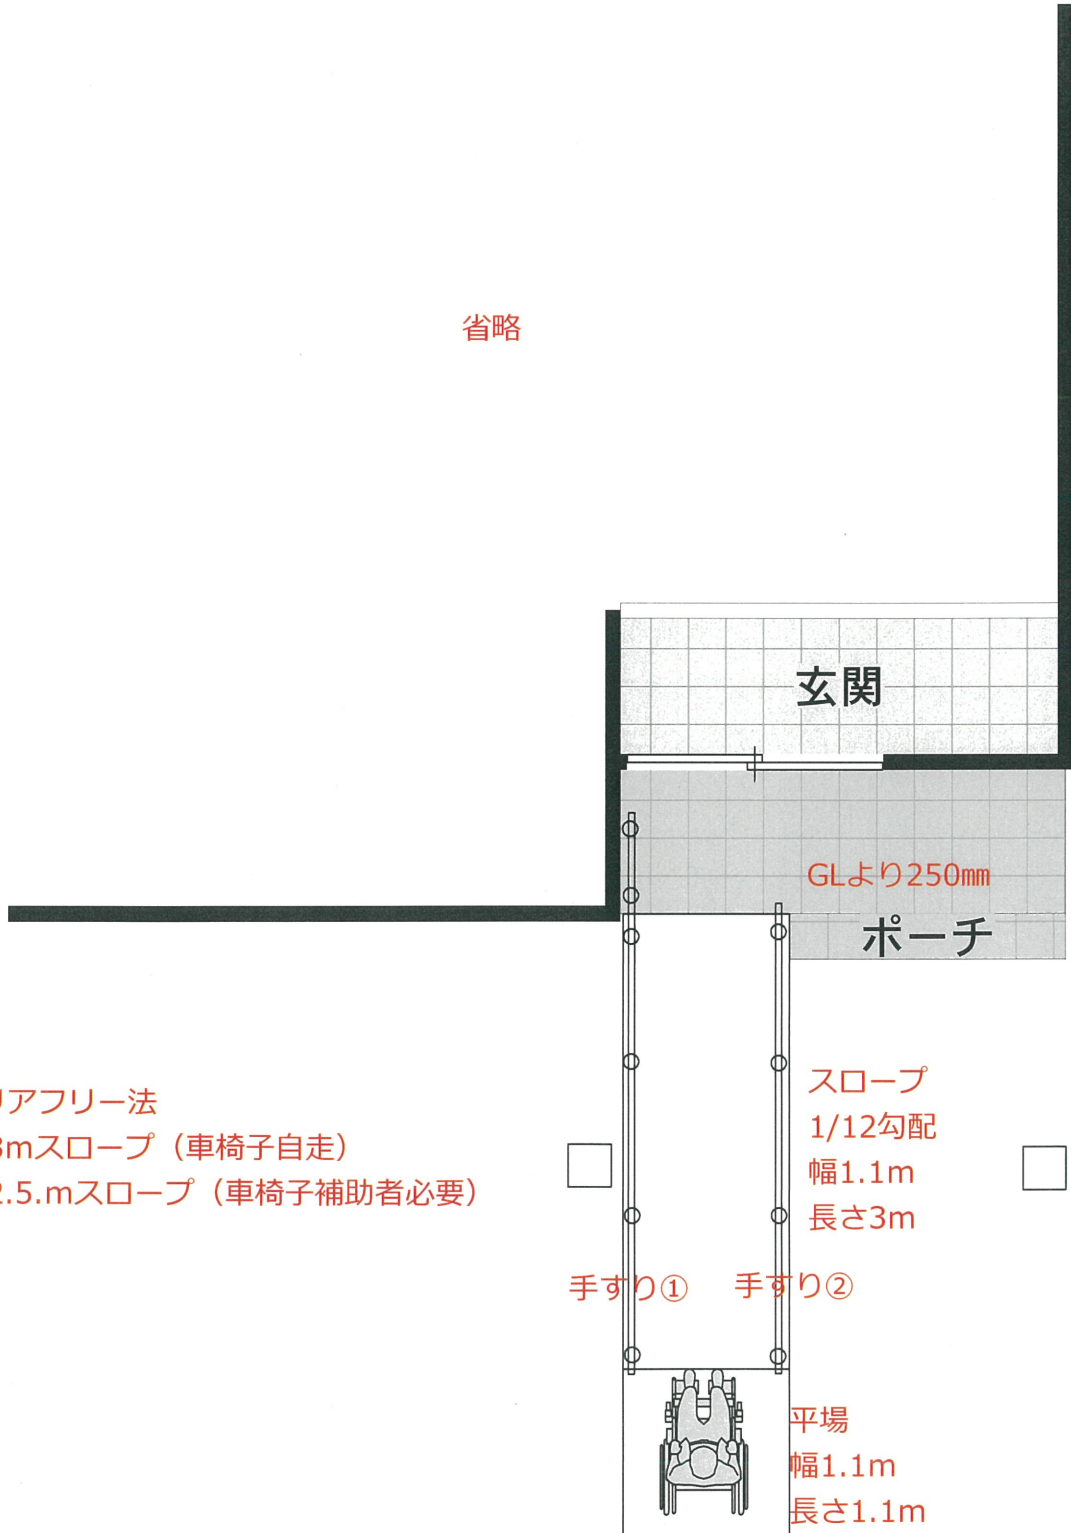 省略
玄関
GLより250㎜
ポーチ
リアフリー法
3mスロープ（車椅子自走）
2.5.mスロープ（車椅子補助者必要）
スロープ
1/12勾配
幅1.1m
長さ3m
手すり①
手すり②
平場
幅1.1m
長さ1.1m